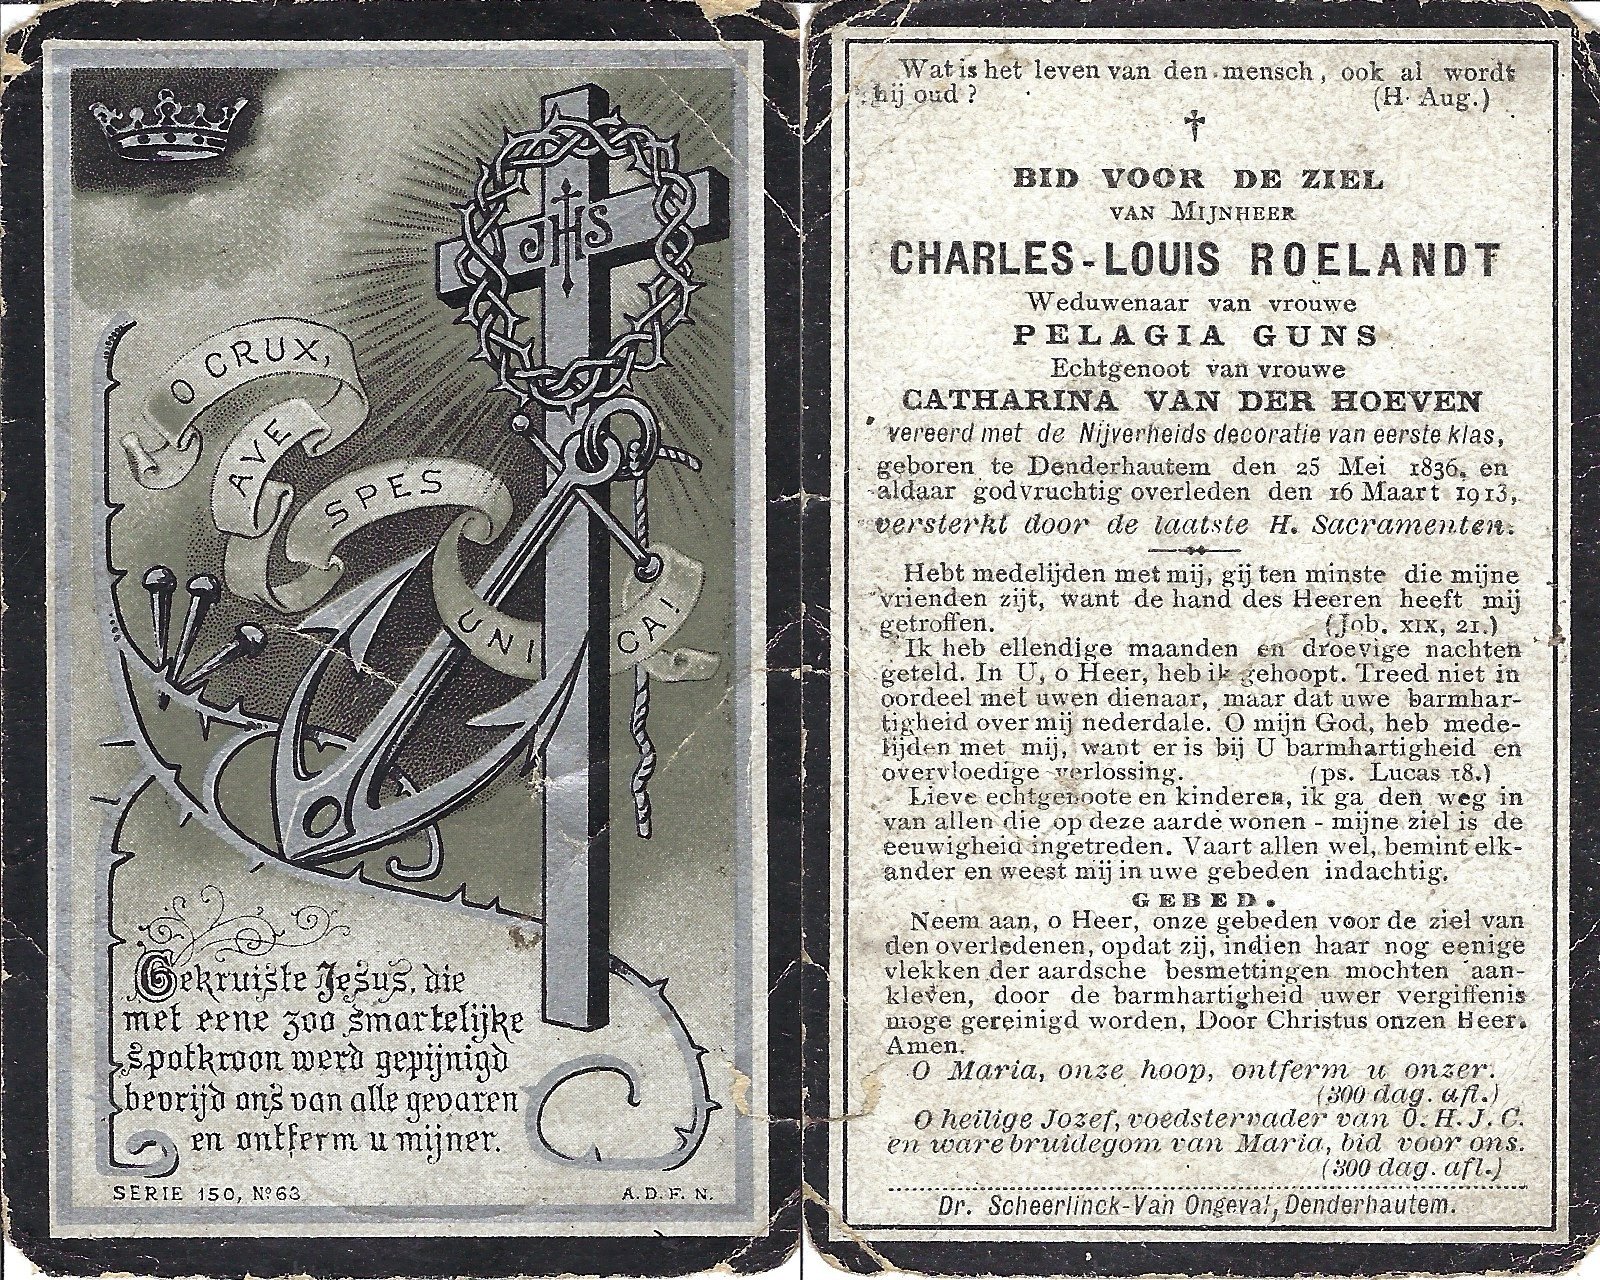 O CRUX,
AVE
SPES
UNICA!
JHS
Gekruiste Jesus, die
met eene zoo smartelijke
spotkroon werd gepijnigd
bevrijd ons van alle gevaren
en ontferm u mijner.
SERIE 150, Nº 63
A. D. F. N.
Wat is het leven van den mensch, ook al wordt
hij oud ? (H. Aug.)
BID VOOR DE ZIEL
VAN MIJNHEER
CHARLES-LOUIS ROELANDT
Weduwenaar van vrouwe
PELAGIA GUNS
Echtgenoot van vrouwe
CATHARINA VAN DER HOEVEN
vereerd met de Nijverheids decoratie van eerste klas,
geboren te Denderhautem den 25 Mei 1836, en
aldaar godvruchtig overleden den 16 Maart 1913,
versterkt door de laatste H. Sacramenten.
Hebt medelijden met mij, gij ten minste die mijne
vrienden zijt, want de hand des Heeren heeft mij
getroffen. (Job. XIX, 21.)
Ik heb ellendige maanden en droevige nachten
geteld. In U, o Heer, heb ik gehoopt. Treed niet in
oordeel met uwen dienaar, maar dat uwe barmhar-
tigheid over mij nederdale. O mijn God, heb mede-
lijden met mij, want er is bij U barmhartigheid en
overvloedige verlossing. (ps. Lucas 18.)
Lieve echtgenoote en kinderen, ik ga den weg in
van allen die op deze aarde wonen - mijne ziel is de
eeuwigheid ingetreden. Vaart allen wel, bemint elk-
ander en weest mij in uwe gebeden indachtig.
GEBED.
Neem aan, o Heer, onze gebeden voor de ziel van
den overledenen, opdat zij, indien haar nog eenige
vlekken der aardsche besmettingen mochten aan-
kleven, door de barmhartigheid uwer vergiffenis
moge gereinigd worden, Door Christus onzen Heer.
Amen.
O Maria, onze hoop, ontferm u onzer.
(300 dag. afl.)
O heilige Jozef, voedstervader van O. H. J. C.
en ware bruidegom van Maria, bid voor ons.
(300 dag. afl.)
Dr. Scheerlinck-Van Ongeval, Denderhautem.